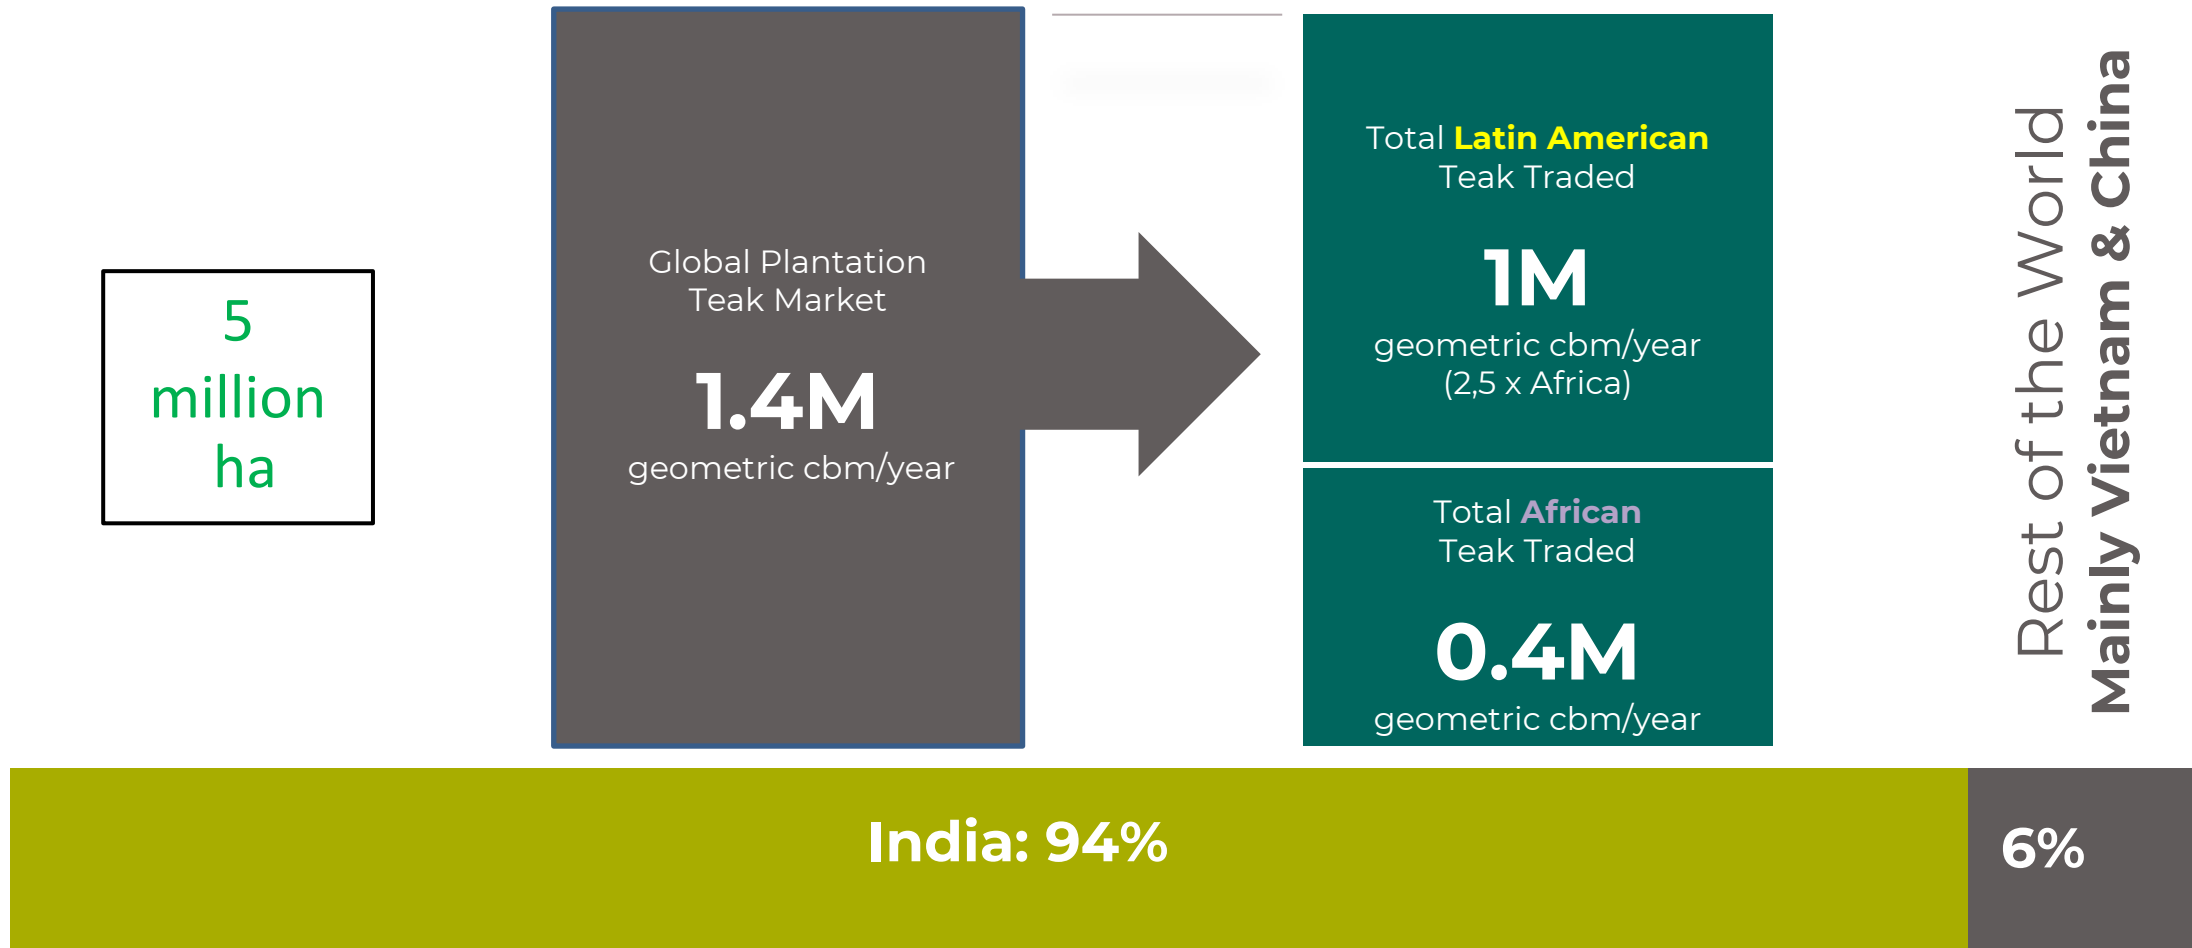 5
million
ha
Global Plantation
Teak Market
1.4M
geometric cbm/year
Total Latin American
Teak Traded
1M
geometric cbm/year
(2,5 x Africa)
Total African
Teak Traded
0.4M
geometric cbm/year
Rest of the World
Mainly Vietnam & China
India: 94%
6%